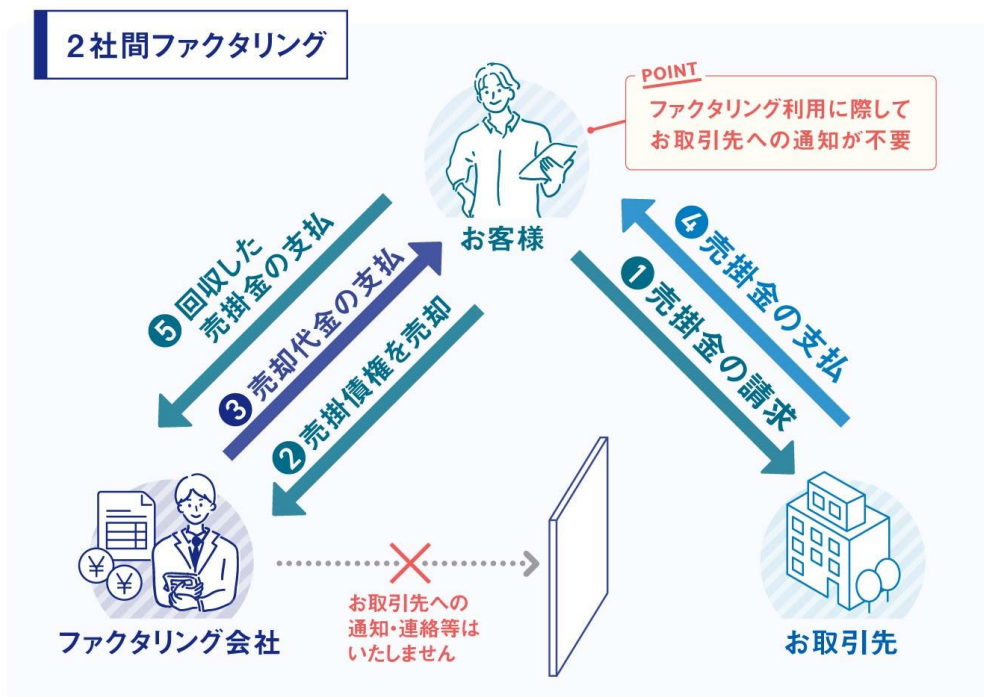 2社間ファクタリング
POINT
ファクタリング利用に際して
お取引先への通知が不要
お客様
❺回収した
売掛金の支払
❸売却代金の支払
❷売掛債権を売却
❹売掛金の支払
❶売掛金の請求
¥
¥
お取引先への
通知・連絡等は
いたしません
ファクタリング会社
お取引先